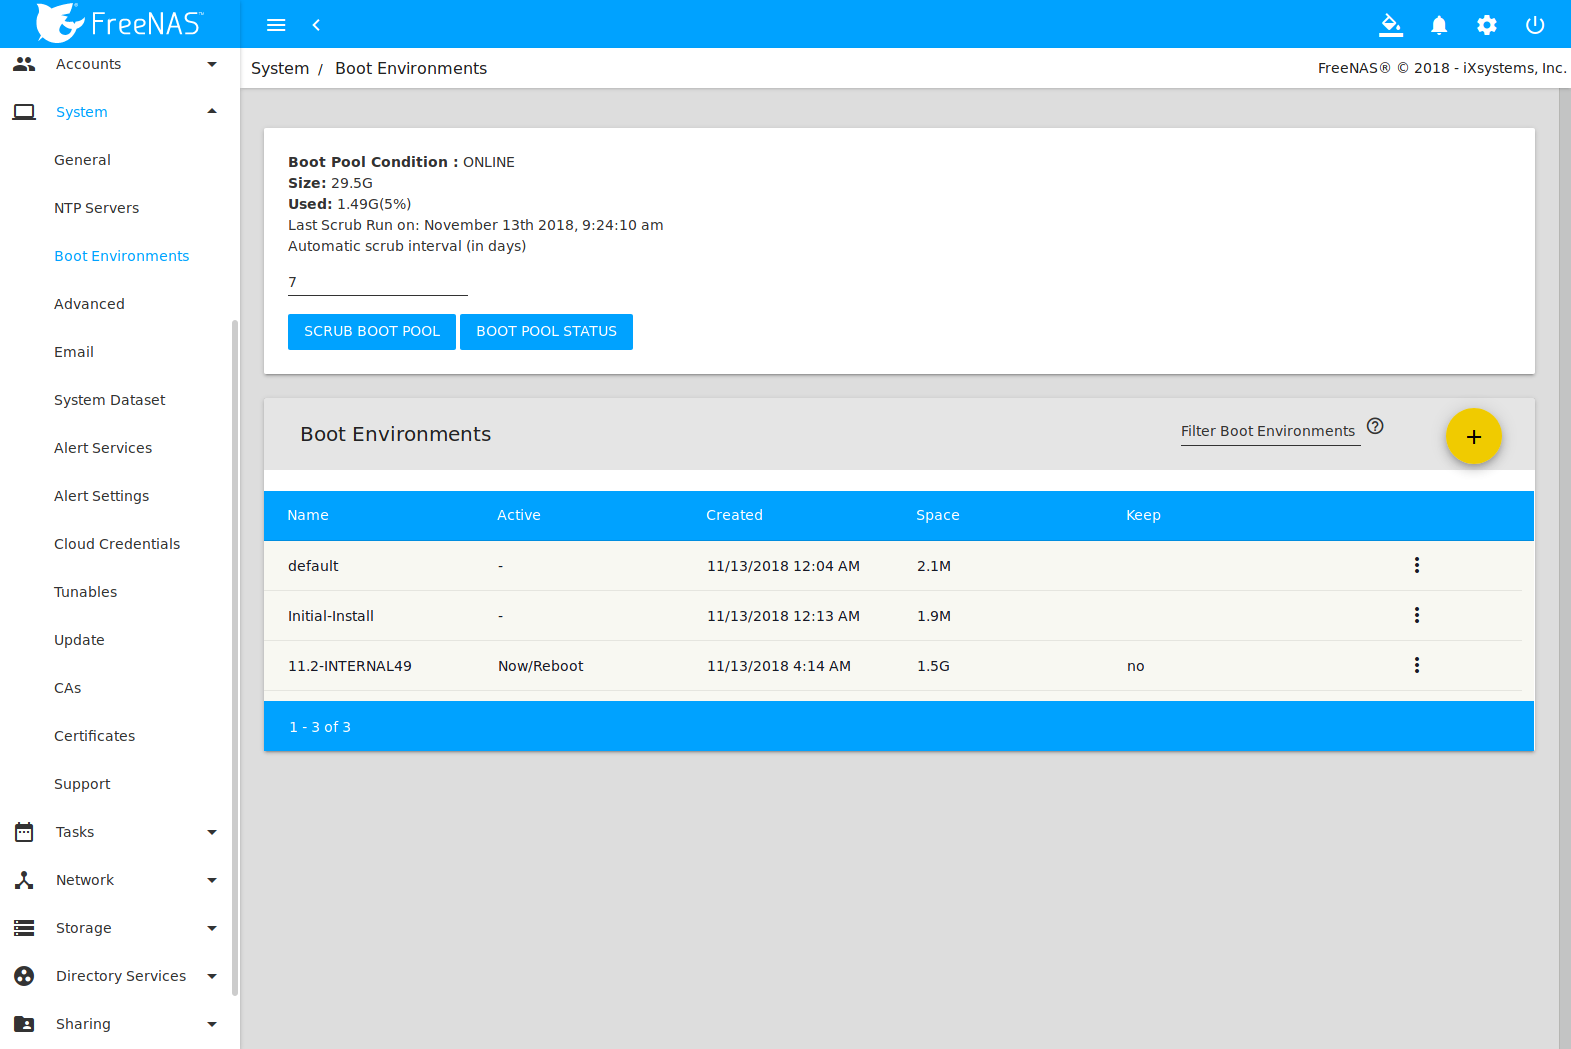 FreeNAS™
Accounts
System
General
NTP Servers
Boot Environments
Advanced
Email
System Dataset
Alert Services
Alert Settings
Cloud Credentials
Tunables
Update
CAs
Certificates
Support
Tasks
Network
Storage
Directory Services
Sharing
System / Boot Environments
FreeNAS® © 2018 - iXsystems, Inc.
Boot Pool Condition : ONLINE
Size: 29.5G
Used: 1.49G(5%)
Last Scrub Run on: November 13th 2018, 9:24:10 am
Automatic scrub interval (in days)
7
SCRUB BOOT POOL BOOT POOL STATUS
Boot Environments
Filter Boot Environments ?
+
Name Active Created Space Keep
default - 11/13/2018 12:04 AM 2.1M
Initial-Install - 11/13/2018 12:13 AM 1.9M
11.2-INTERNAL49 Now/Reboot 11/13/2018 4:14 AM 1.5G no
1 - 3 of 3